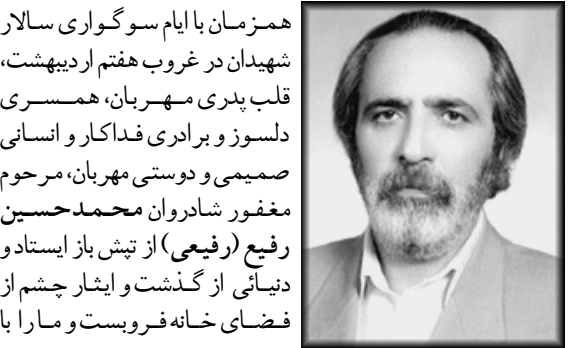 همزمان با ایام سوگواری سالار
شهیدان در غروب هفتم اردیبهشت،
قلب پدری مهربان، همسری
دلسوز و برادری فداکار و انسانی
صمیمی و دوستی مهربان، مرحوم
مغفور شادروان محمدحسین
رفیع (رفیعی) از تپش باز ایستاد و
دنیائی از گذشت و ایثار چشم از
فضای خانه فروبست و ما را با